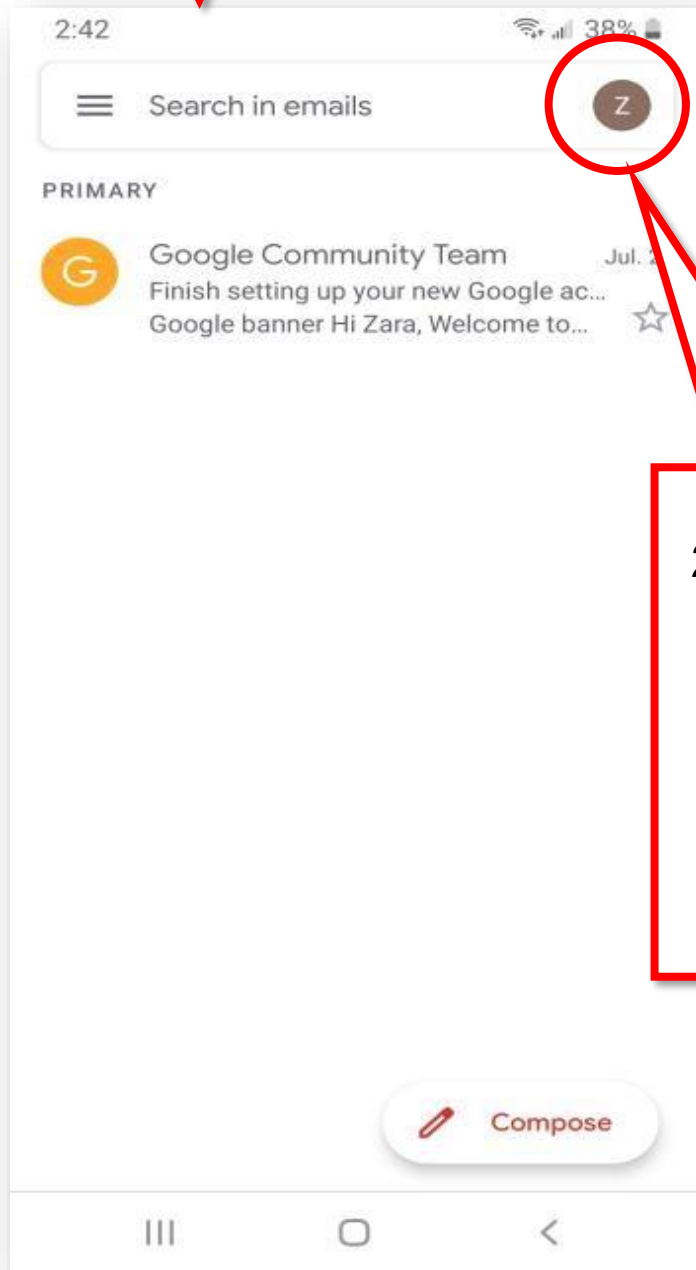 2:42 38%
Search in emails Z
PRIMARY
G Google Community Team Jul.
Finish setting up your new Google ac...
Google banner Hi Zara, Welcome to...
2
Compose